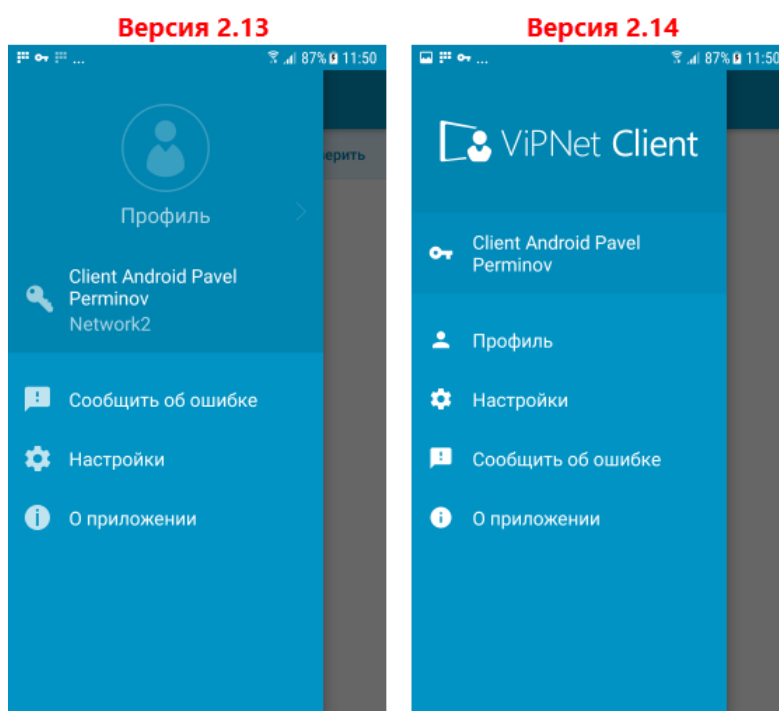 Версия 2.13
... 87% 11:50
ерить
Профиль
Client Android Pavel
Perminov
Network2
Сообщить об ошибке
Настройки
О приложении
Версия 2.14
... 87% 11:50
ViPNet Client
Client Android Pavel
Perminov
Профиль
Настройки
Сообщить об ошибке
О приложении